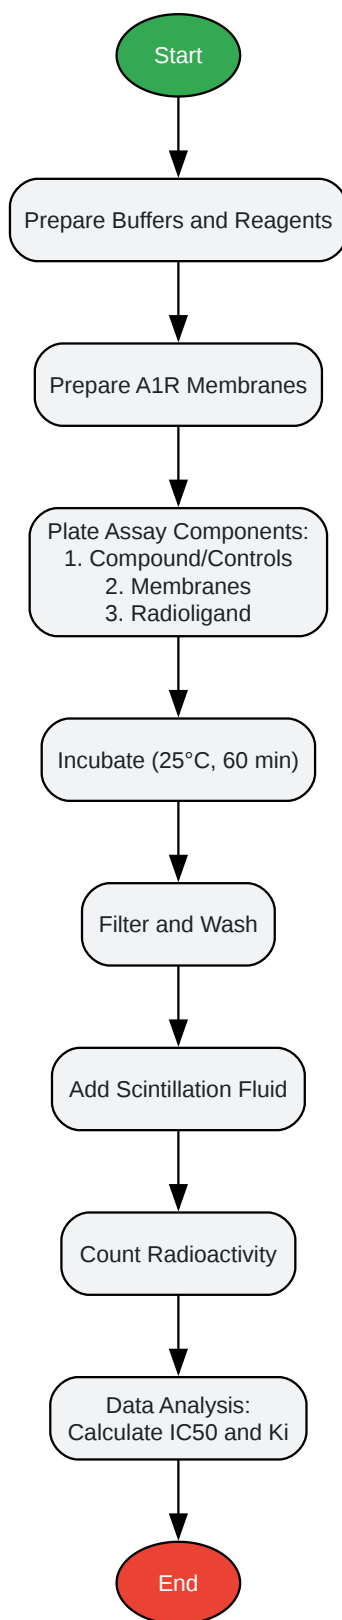 Start
Prepare Buffers and Reagents
Prepare A1R Membranes
Plate Assay Components:
1. Compound/Controls
2. Membranes
3. Radioligand
Incubate (25°C, 60 min)
Filter and Wash
Add Scintillation Fluid
Count Radioactivity
Data Analysis:
Calculate IC50 and Ki
End